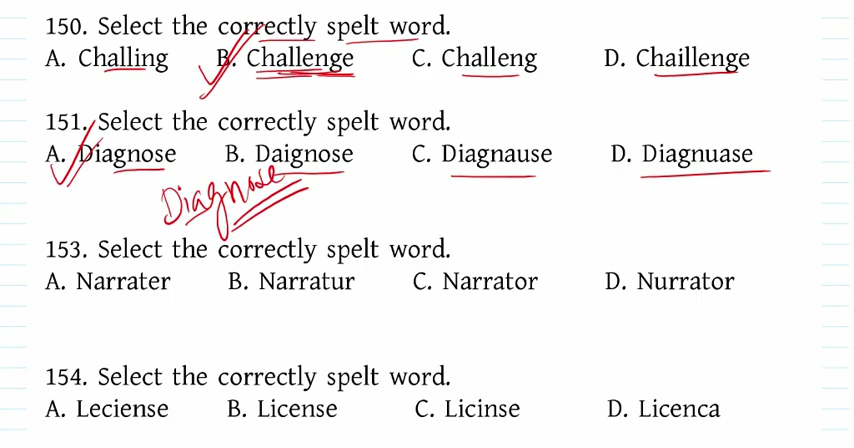 150. Select the correctly spelt word.
A. Challing B. Challenge C. Challeng D. Chaillenge
151. Select the correctly spelt word.
A. Diagnose B. Daignose C. Diagnause D. Diagnuase
Diagnose
153. Select the correctly spelt word.
A. Narrater B. Narratur C. Narrator D. Nurrator
154. Select the correctly spelt word.
A. Leciense B. License C. Licinse D. Licenca